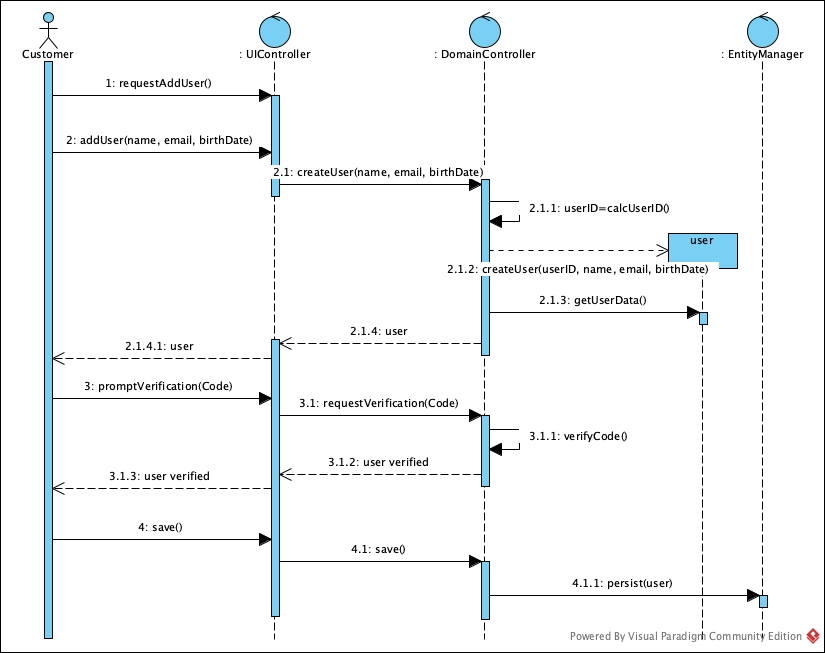 Customer
: UIController
: DomainController
: EntityManager
1: requestAddUser()
2: addUser(name, email, birthDate)
2.1: createUser(name, email, birthDate)
2.1.1: userID=calcUserID()
user
2.1.2: createUser(userID, name, email, birthDate)
2.1.3: getUserData()
2.1.4: user
2.1.4.1: user
3: promptVerification(Code)
3.1: requestVerification(Code)
3.1.1: verifyCode()
3.1.2: user verified
3.1.3: user verified
4: save()
4.1: save()
4.1.1: persist(user)
Powered By Visual Paradigm Community Edition